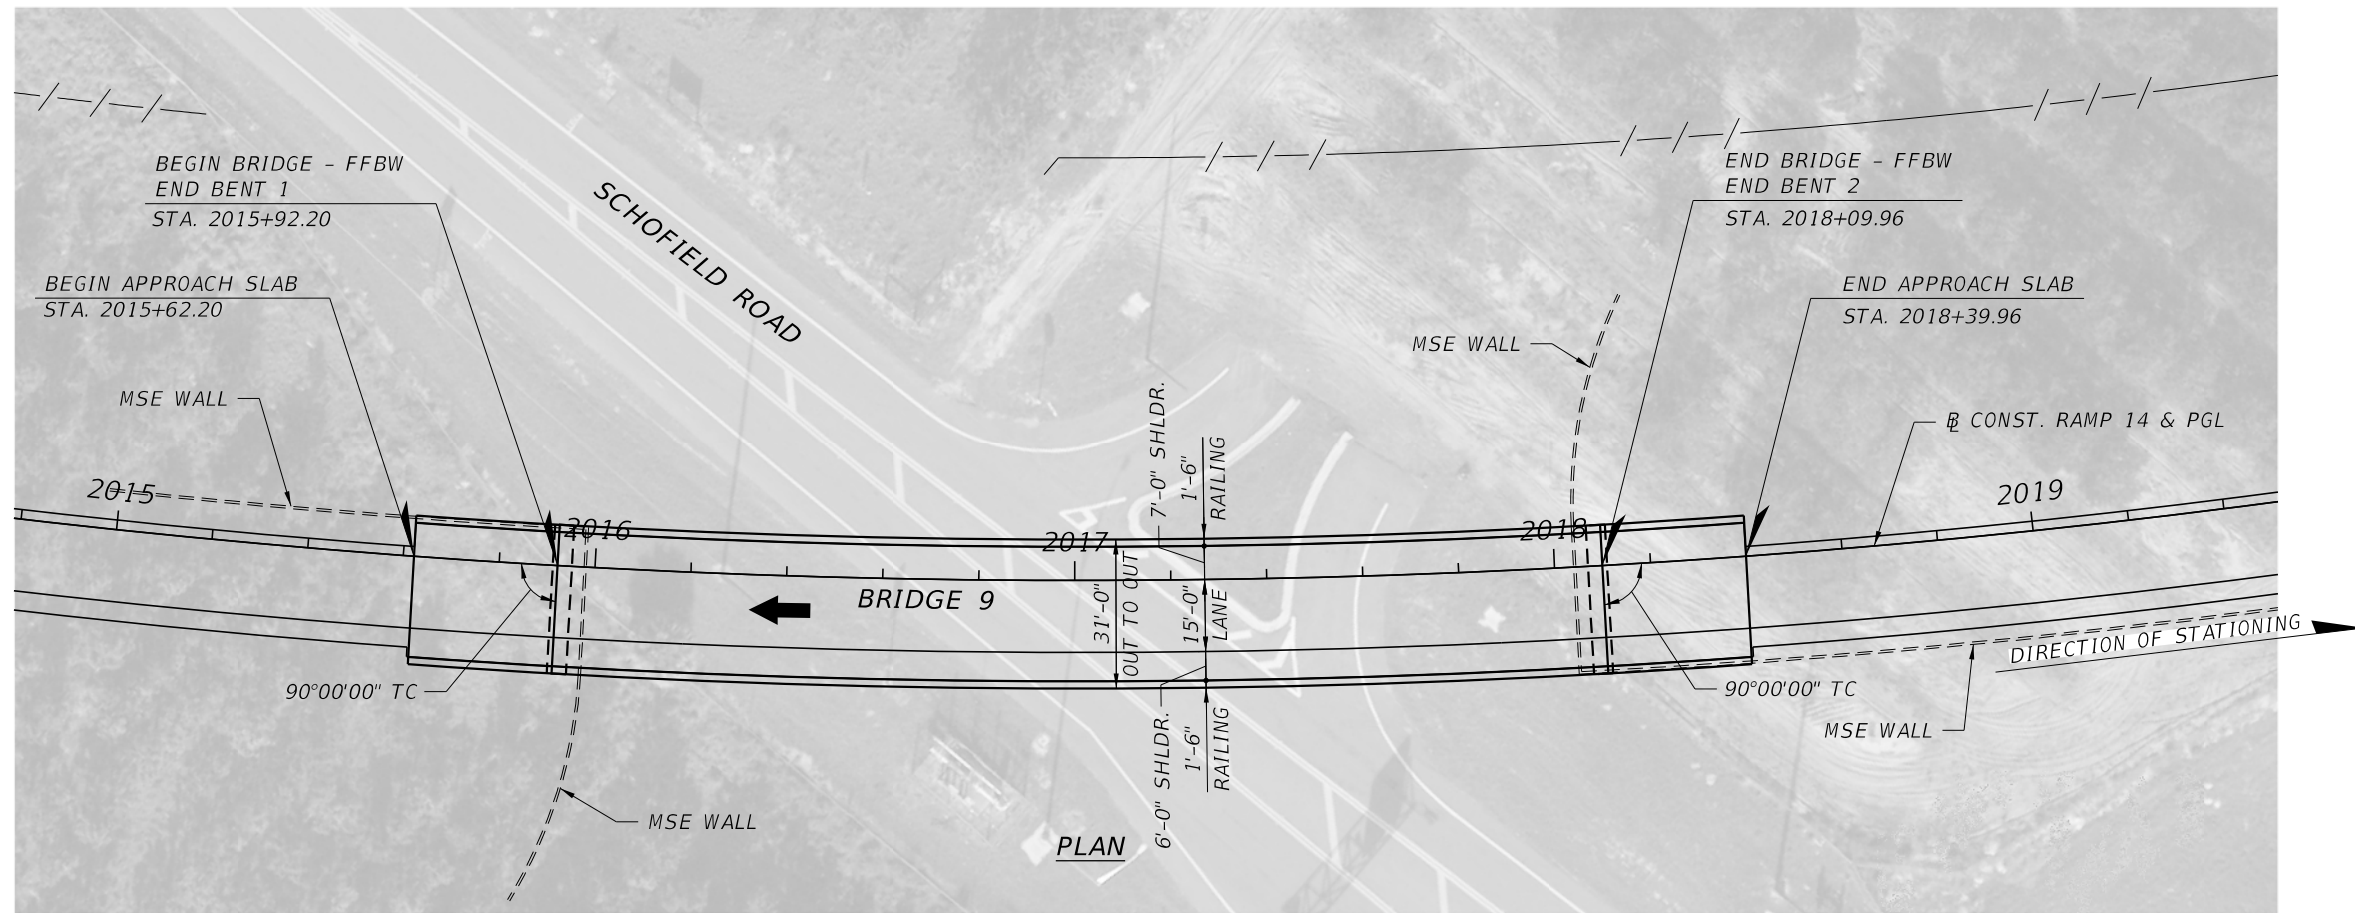 BEGIN BRIDGE - FFBW
END BENT 1
STA. 2015+92.20
END BRIDGE - FFBW
END BENT 2
STA. 2018+09.96
SCHOFIELD ROAD
BEGIN APPROACH SLAB
STA. 2015+62.20
END APPROACH SLAB
STA. 2018+39.96
MSE WALL
MSE WALL
℄ CONST. RAMP 14 & PGL
7'-0" SHLDR.
1'-6"
RAILING
2015
2016
2017
2018
2019
BRIDGE 9
31'-0"
OUT TO OUT
15'-0"
LANE
DIRECTION OF STATIONING
90°00'00" TC
90°00'00" TC
6'-0" SHLDR.
1'-6"
RAILING
MSE WALL
MSE WALL
PLAN